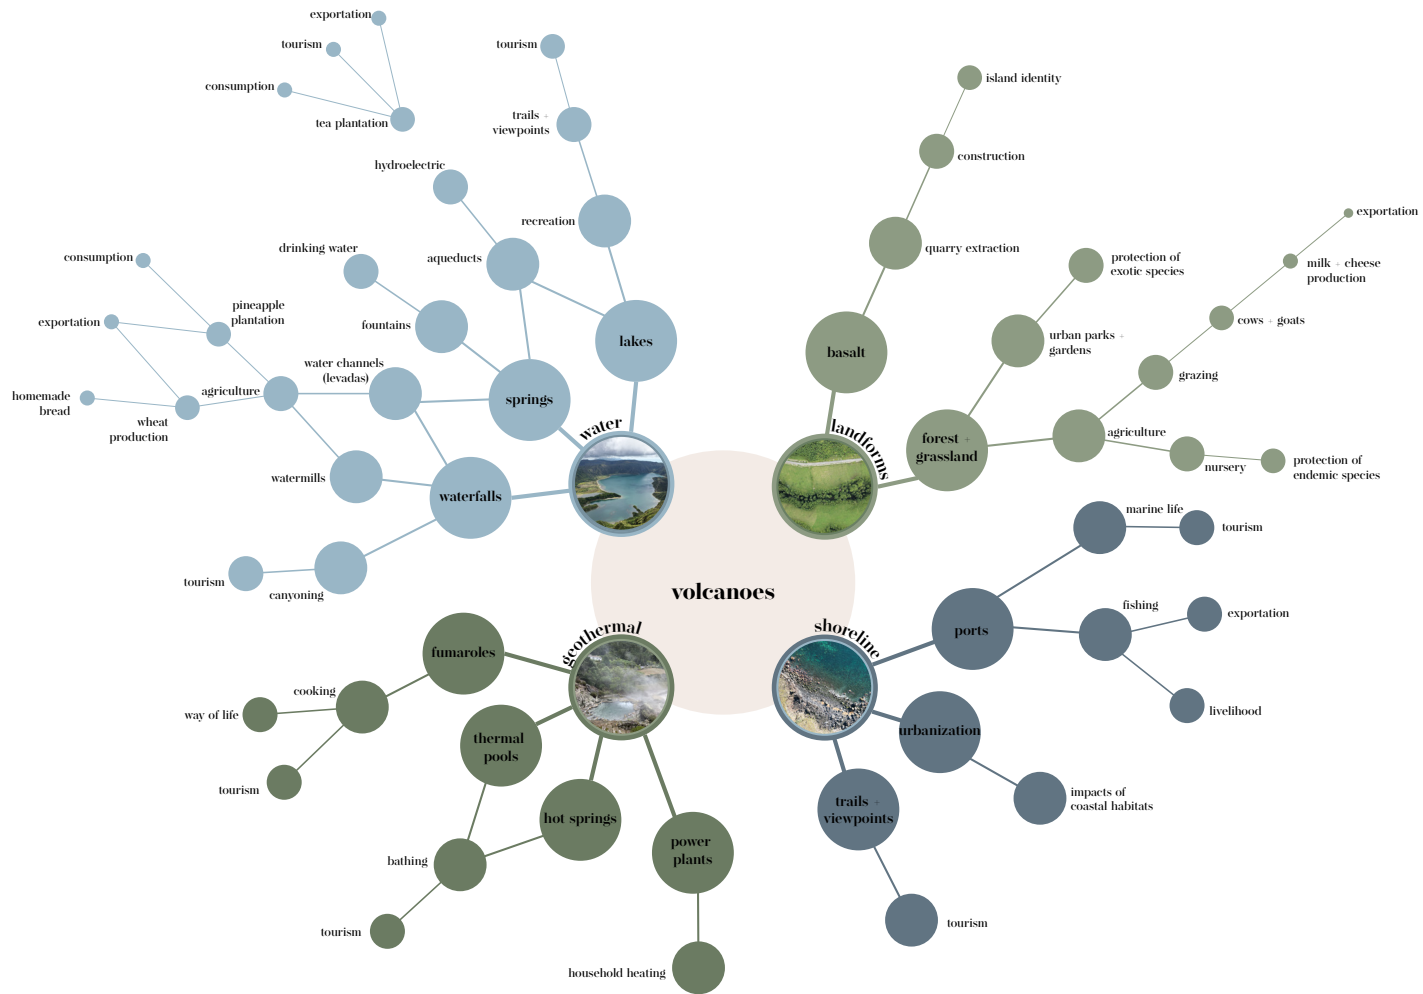 exportation
tourism
consumption
tea plantation
tourism
trails +
viewpoints
hydroelectric
recreation
drinking water
aqueducts
consumption
fountains
lakes
pineapple
plantation
exportation
water channels
(levadas)
agriculture
springs
homemade
bread
wheat
production
water
watermills
waterfalls
tourism
canyoning
island identity
construction
exportation
quarry extraction
protection of
exotic species
milk + cheese
production
cows + goats
urban parks +
gardens
basalt
grazing
landforms
forest +
grassland
agriculture
nursery
protection of
endemic species
volcanoes
marine life
tourism
fishing
exportation
ports
shoreline
livelihood
urbanization
impacts of
coastal habitats
trails +
viewpoints
tourism
geothermal
fumaroles
cooking
way of life
thermal
pools
tourism
hot springs
power
plants
bathing
tourism
household heating